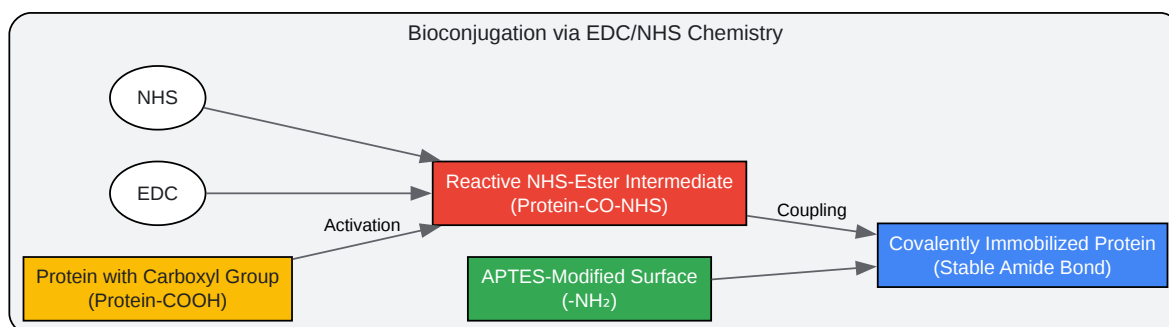 Bioconjugation via EDC/NHS Chemistry
NHS
EDC
Reactive NHS-Ester Intermediate
(Protein-CO-NHS)
Coupling
Activation
Covalently Immobilized Protein
(Stable Amide Bond)
Protein with Carboxyl Group
(Protein-COOH)
APTES-Modified Surface
(-NH₂)